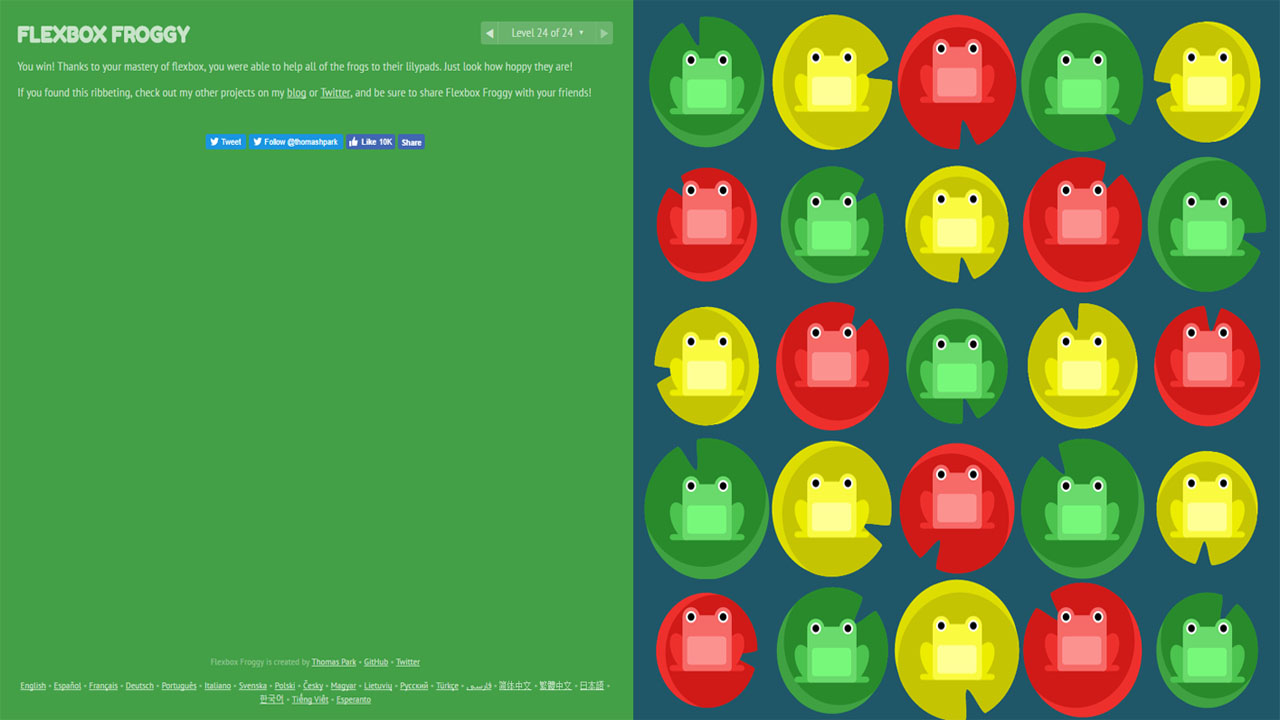 FLEXBOX FROGGY
◀ Level 24 of 24 ▼ ▶
You win! Thanks to your mastery of flexbox, you were able to help all of the frogs to their lilypads. Just look how hoppy they are!
If you found this ribbeting, check out my other projects on my blog or Twitter, and be sure to share Flexbox Froggy with your friends!
Tweet Follow @thomashpark Like 10K Share
Flexbox Froggy is created by Thomas Park • GitHub • Twitter
English • Español • Français • Deutsch • Português • Italiano • Svenska • Polski • Česky • Magyar • Lietuvių • Русский • Türkçe • فارسی • 简体中文 • 繁體中文 • 日本語 •
한국어 • Tiếng Việt • Esperanto